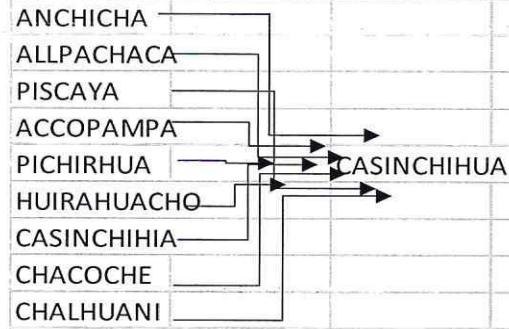 ANCHICHA
ALLPACHACA
PISCAYA
ACCOPAMPA
PICHIRHUA CASINCHIHUA
HUIRAHUACHO
CASINCHIHIA
CHACOCHE
CHALHUANI